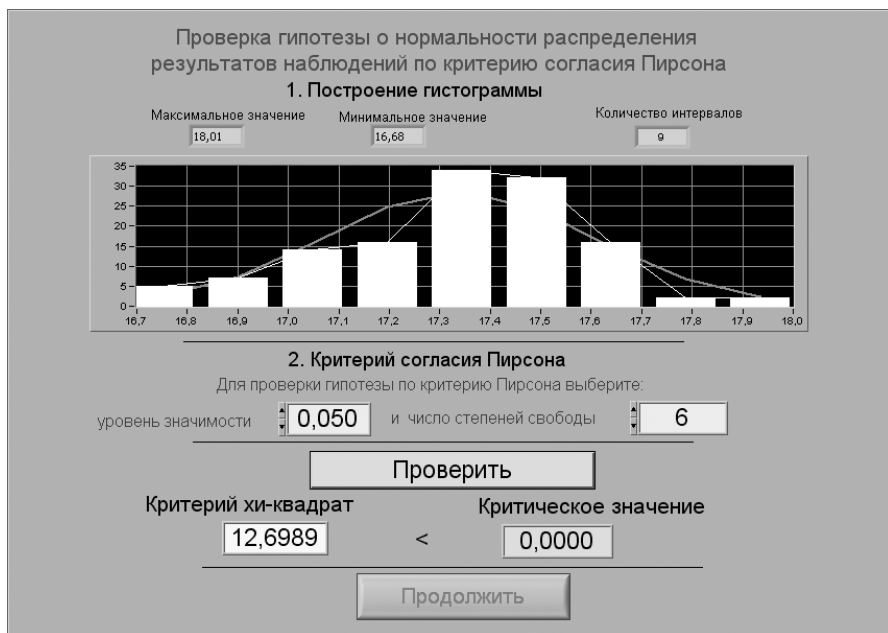 Проверка гипотезы о нормальности распределения
результатов наблюдений по критерию согласия Пирсона
1. Построение гистограммы
Максимальное значение Минимальное значение Количество интервалов
18,01 16,68 9
35
30
25
20
15
10
5
0
16,7 16,8 16,9 17,0 17,1 17,2 17,3 17,4 17,5 17,6 17,7 17,8 17,9 18,0
2. Критерий согласия Пирсона
Для проверки гипотезы по критерию Пирсона выберите:
уровень значимости 0,050 и число степеней свободы 6
Проверить
Критерий хи-квадрат Критическое значение
12,6989 < 0,0000
Продолжить